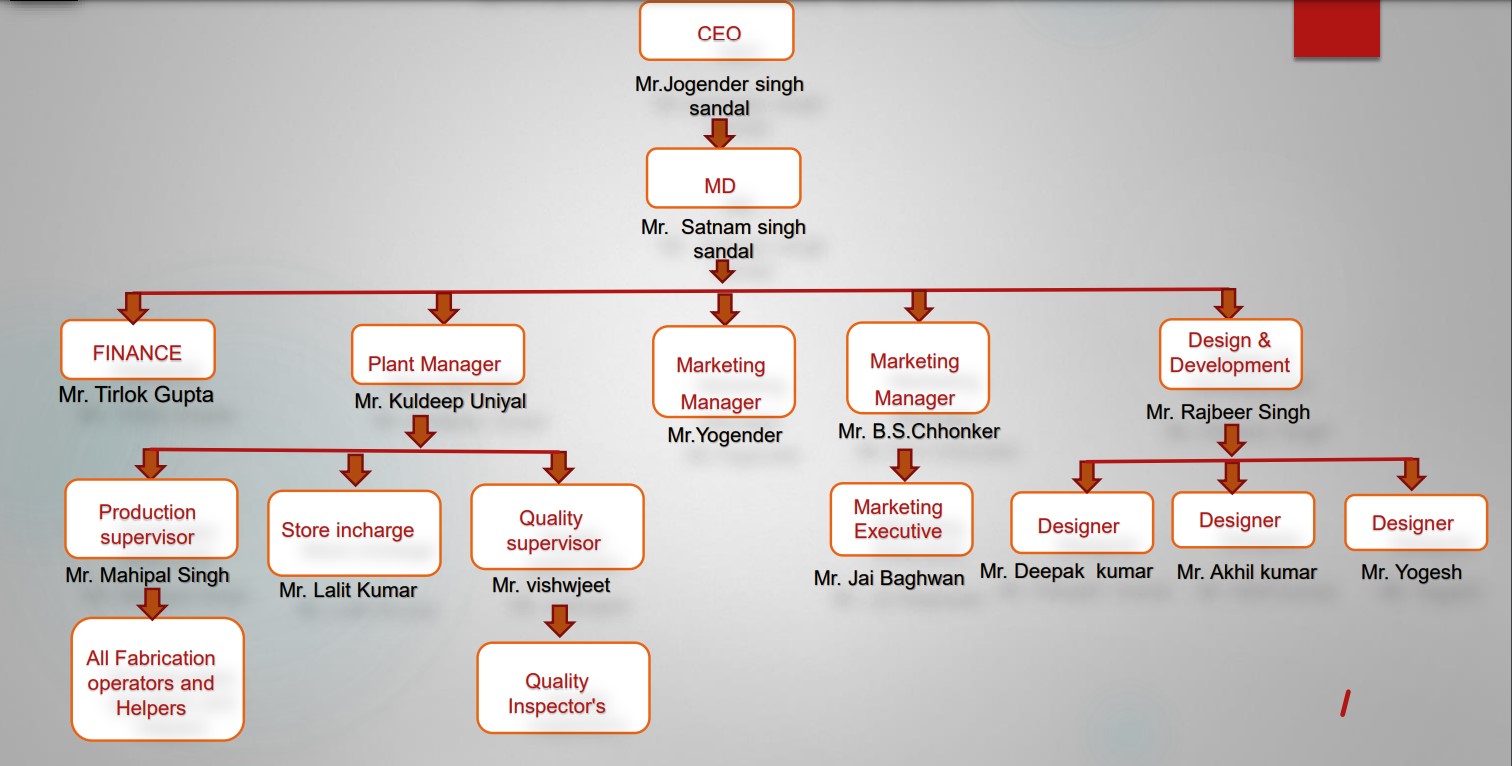 CEO
Mr.Jogender singh
sandal
MD
Mr. Satnam singh
sandal
FINANCE
Mr. Tirlok Gupta
Plant Manager
Mr. Kuldeep Uniyal
Marketing
Manager
Mr.Yogender
Marketing
Manager
Mr. B.S.Chhonker
Design &
Development
Mr. Rajbeer Singh
Production
supervisor
Mr. Mahipal Singh
Store incharge
Mr. Lalit Kumar
Quality
supervisor
Mr. vishwjeet
Marketing
Executive
Mr. Jai Baghwan
Designer
Mr. Deepak kumar
Designer
Mr. Akhil kumar
Designer
Mr. Yogesh
All Fabrication
operators and
Helpers
Quality
Inspector's